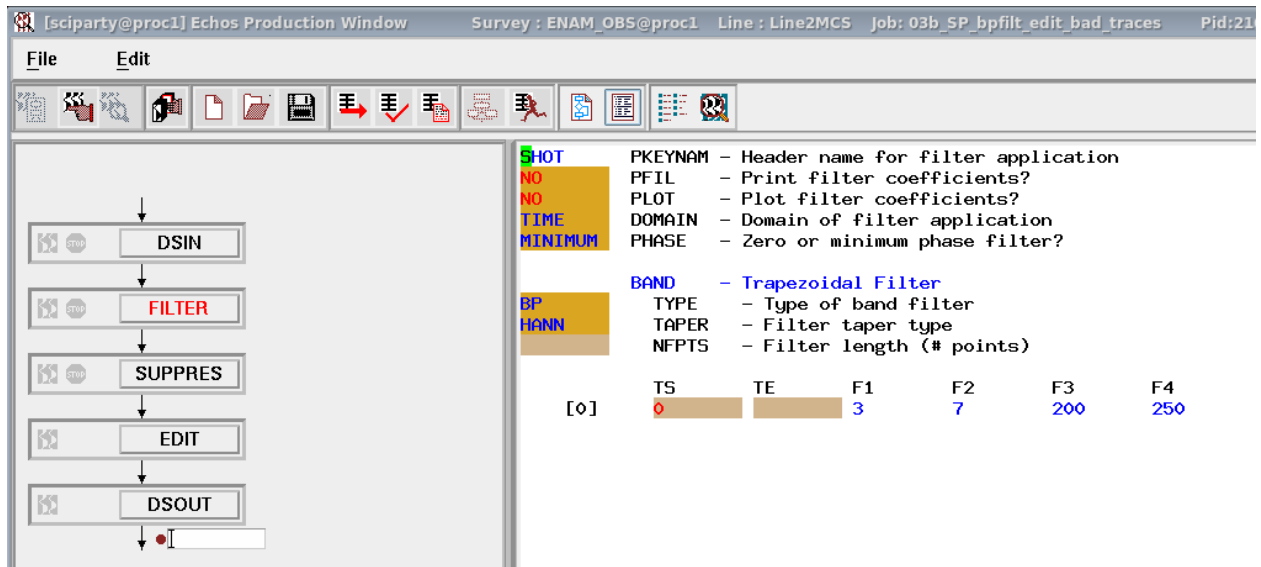 [sciparty@proc1] Echos Production Window Survey : ENAM_OBS@proc1 Line : Line2MCS Job: 03b_SP_bpfilt_edit_bad_traces
File Edit
DSIN
FILTER
SUPPRES
EDIT
DSOUT
SHOT PKEYNAM – Header name for filter application
NO PFIL – Print filter coefficients?
NO PLOT – Plot filter coefficients?
TIME DOMAIN – Domain of filter application
MINIMUM PHASE – Zero or minimum phase filter?
BAND – Trapezoidal Filter
BP TYPE – Type of band filter
HANN TAPER – Filter taper type
NFPTS – Filter length (# points)
TS TE F1 F2 F3 F4
[0] 0 3 7 200 250